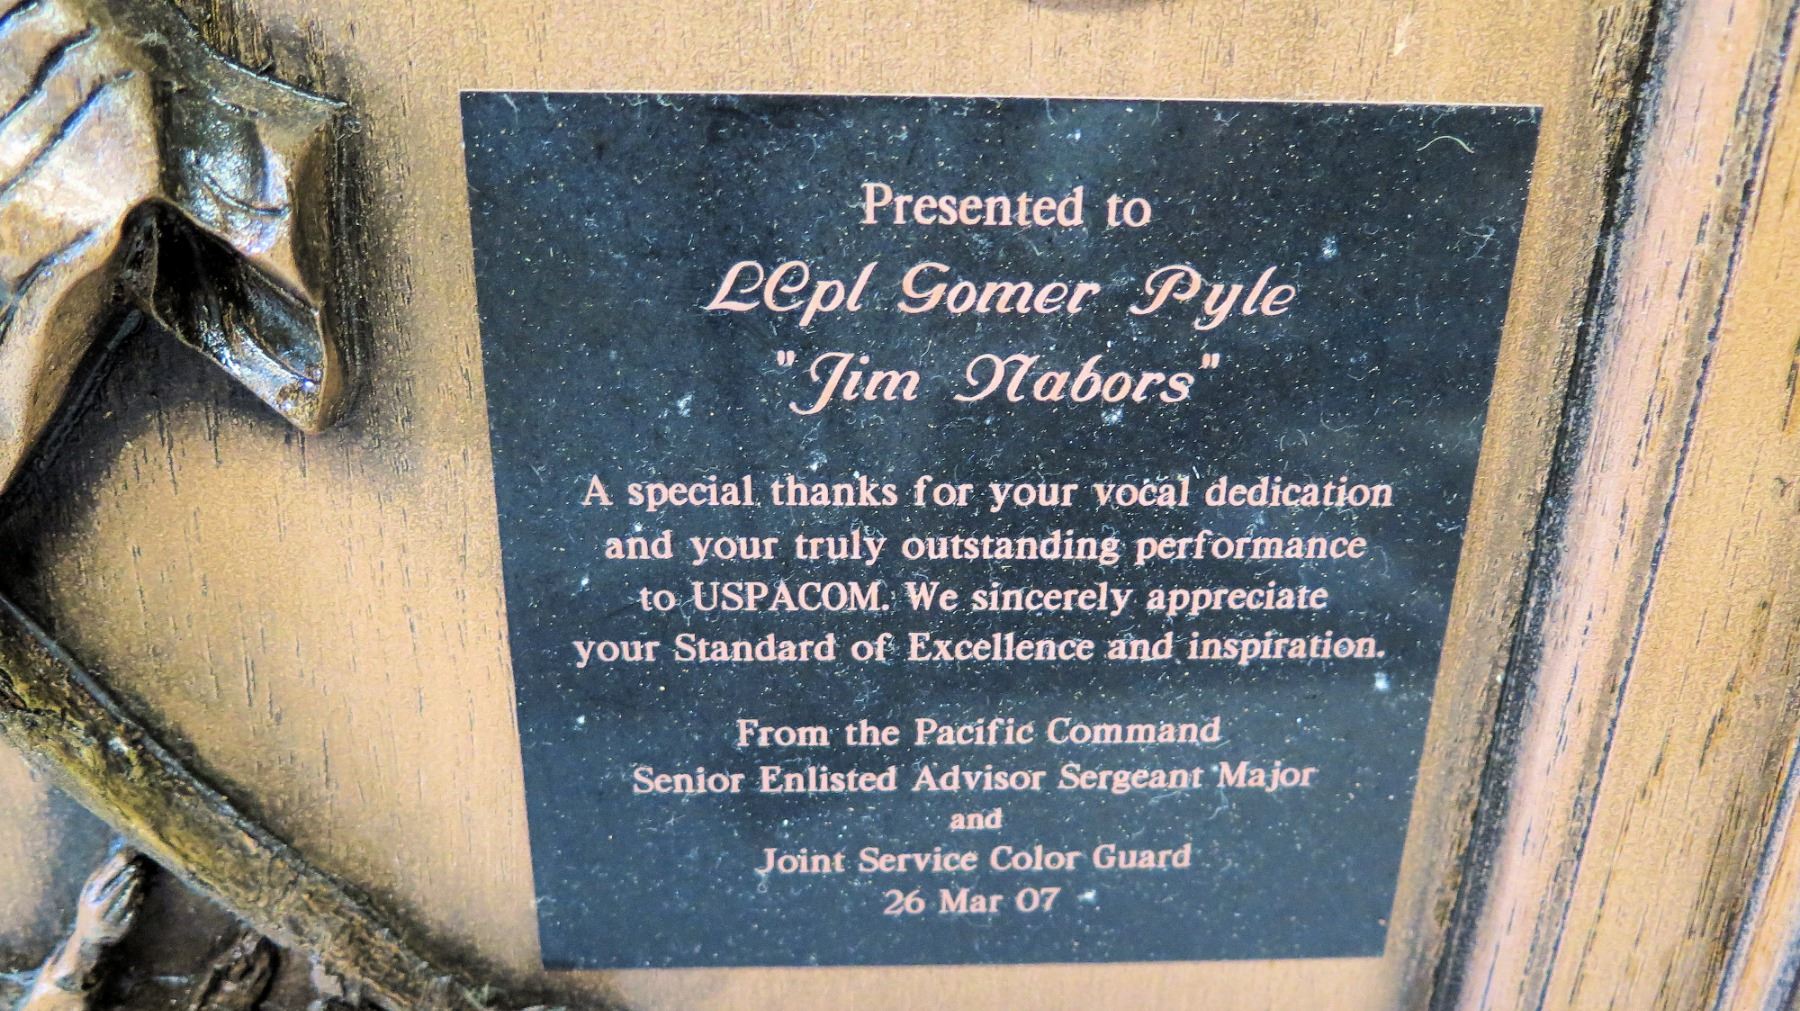 Presented to
LCpl Gomer Pyle
"Jim Nabors"
A special thanks for your vocal dedication
and your truly outstanding performance
to USPACOM. We sincerely appreciate
your Standard of Excellence and inspiration.
From the Pacific Command
Senior Enlisted Advisor Sergeant Major
and
Joint Service Color Guard
26 Mar 07